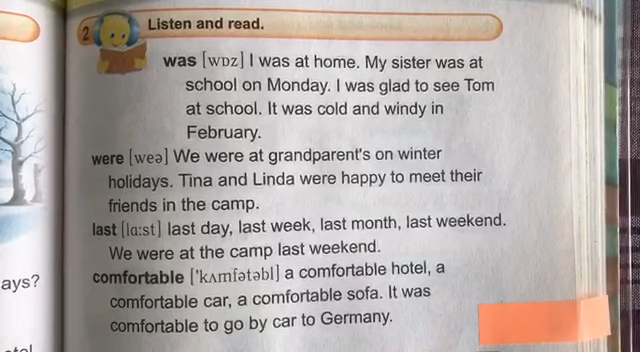 2 Listen and read.
was [wɒz] I was at home. My sister was at
school on Monday. I was glad to see Tom
at school. It was cold and windy in
February.
were [weə] We were at grandparent's on winter
holidays. Tina and Linda were happy to meet their
friends in the camp.
last [lɑ:st] last day, last week, last month, last weekend.
We were at the camp last weekend.
comfortable ['kʌmfətəbl] a comfortable hotel, a
comfortable car, a comfortable sofa. It was
comfortable to go by car to Germany.
ays?